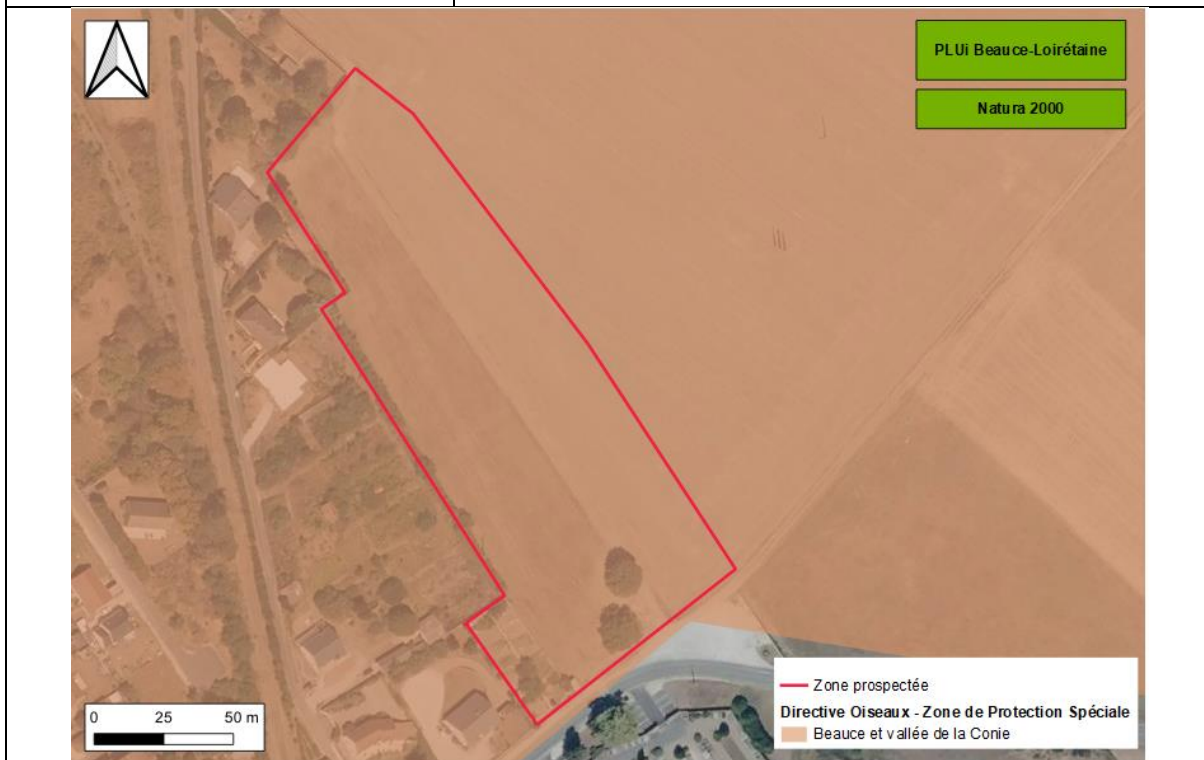 PLUi Beauce-Loirétaine
Natura 2000
0 25 50 m
Zone prospectée
Directive Oiseaux - Zone de Protection Spéciale
Beauce et vallée de la Conie